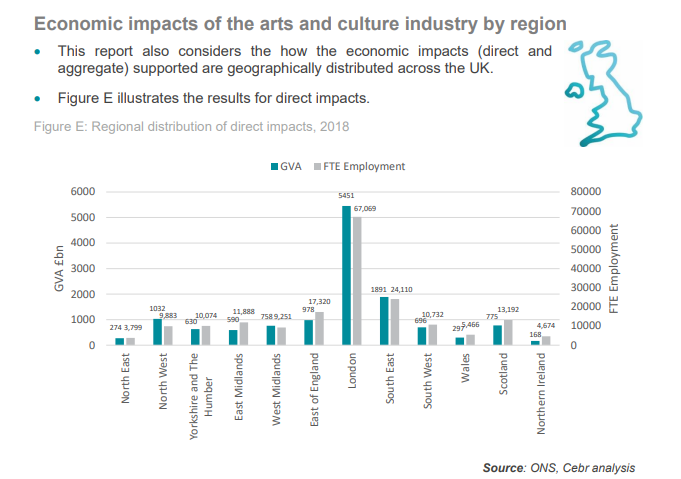 Economic impacts of the arts and culture industry by region
• This report also considers the how the economic impacts (direct and
aggregate) supported are geographically distributed across the UK.
• Figure E illustrates the results for direct impacts.
Figure E: Regional distribution of direct impacts, 2018
GVA FTE Employment
GVA £bn
6000
5000
4000
3000
2000
1000
0
274 3,799
1032 9,883
630 10,074
590 11,888
758 9,251
978 17,320
5451 67,069
1891 24,110
696 10,732
297 5,466
775 13,192
168 4,674
80000
70000
60000
50000
40000
30000
20000
10000
0
FTE Employment
North East
North West
Yorkshire and The
Humber
East Midlands
West Midlands
East of England
London
South East
South West
Wales
Scotland
Northern Ireland
Source: ONS, Cebr analysis